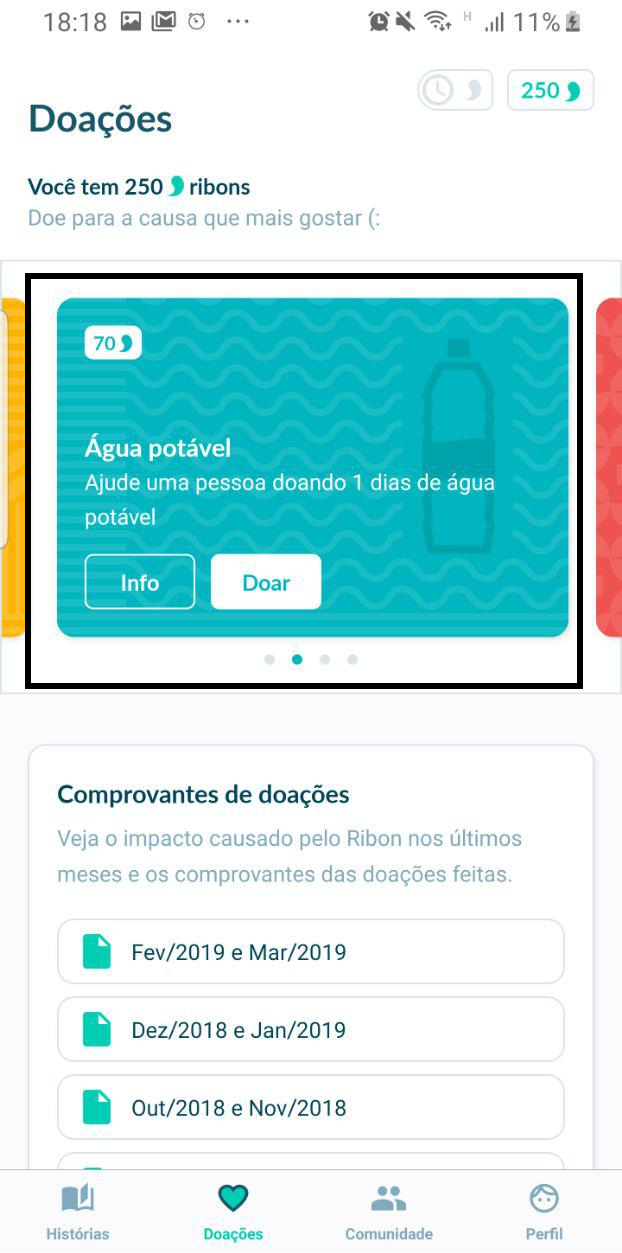 18:18 ... H 11%
250
Doações
Você tem 250 ribons
Doe para a causa que mais gostar (:
70
Água potável
Ajude uma pessoa doando 1 dias de água
potável
Info Doar
Comprovantes de doações
Veja o impacto causado pelo Ribon nos últimos
meses e os comprovantes das doações feitas.
Fev/2019 e Mar/2019
Dez/2018 e Jan/2019
Out/2018 e Nov/2018
Histórias Doações Comunidade Perfil